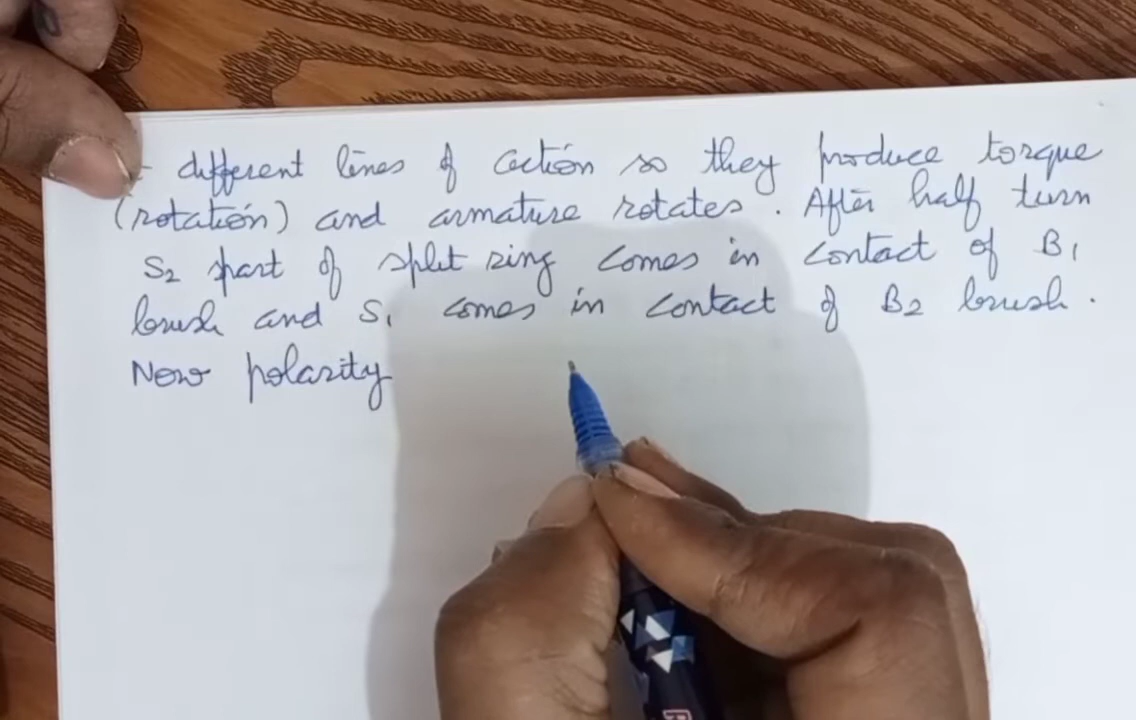 different lines of action so they produce torque
(rotation) and armature rotates. After half turn
S2 part of split ring comes in contact of B1
brush and S1 comes in contact of B2 brush.
Now polarity